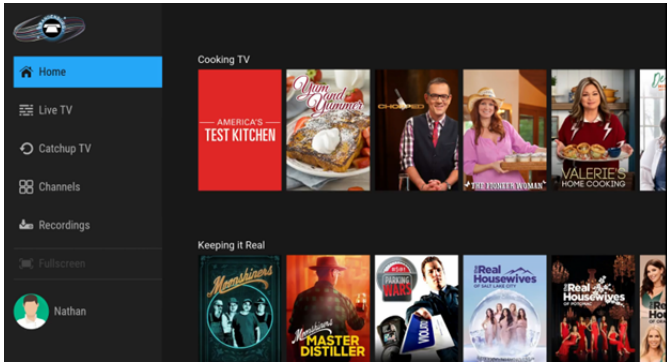 Home
Live TV
Catchup TV
Channels
Recordings
Fullscreen
Nathan
Cooking TV
AMERICA'S
TEST KITCHEN
Yum
and
Yummer
CHOPPED
THE PIONEER WOMAN
VALERIE'S
HOME COOKING
Keeping it Real
Moonshiners
Moonshiners
MASTER
DISTILLER
PARKING
WARS
THE Real
Housewives
OF SALT LAKE CITY
THE Real
Housewives
OF POTOMAC